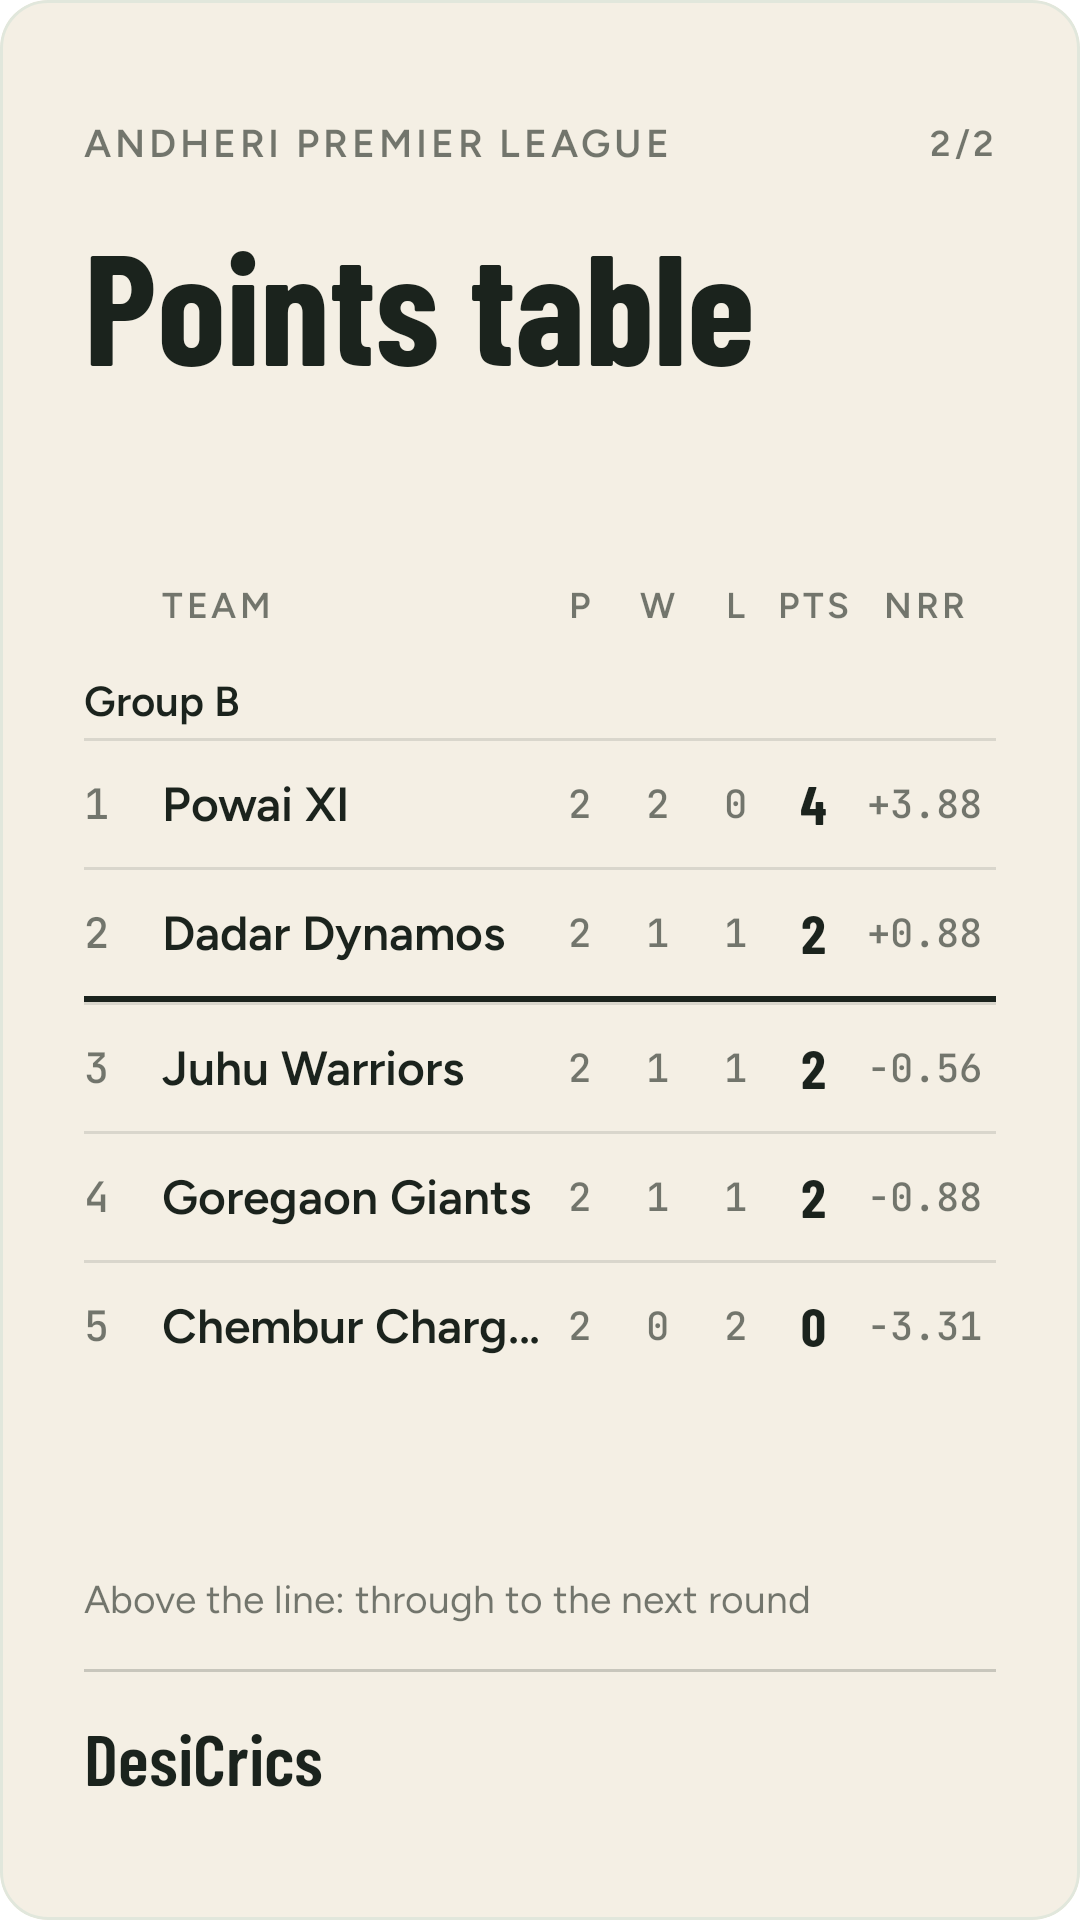 ANDHERI PREMIER LEAGUE 2/2
Points table
TEAM P W L PTS NRR
Group B
1 Powai XI 2 2 0 4 +3.88
2 Dadar Dynamos 2 1 1 2 +0.88
3 Juhu Warriors 2 1 1 2 -0.56
4 Goregaon Giants 2 1 1 2 -0.88
5 Chembur Charg... 2 0 2 0 -3.31
Above the line: through to the next round
DesiCrics